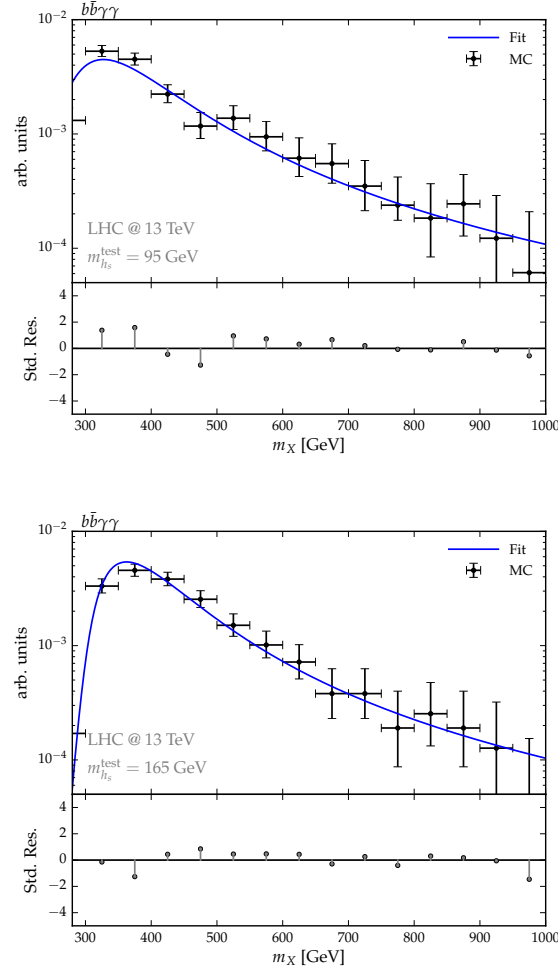 bb̄γγ
10⁻²
Fit
MC
10⁻³
arb. units
LHC @ 13 TeV
m_{h_s}^{test} = 95 GeV
10⁻⁴
4
2
0
−2
−4
Std. Res.
300 400 500 600 700 800 900 1000
m_X [GeV]
bb̄γγ
10⁻²
Fit
MC
10⁻³
arb. units
LHC @ 13 TeV
m_{h_s}^{test} = 165 GeV
10⁻⁴
4
2
0
−2
−4
Std. Res.
300 400 500 600 700 800 900 1000
m_X [GeV]